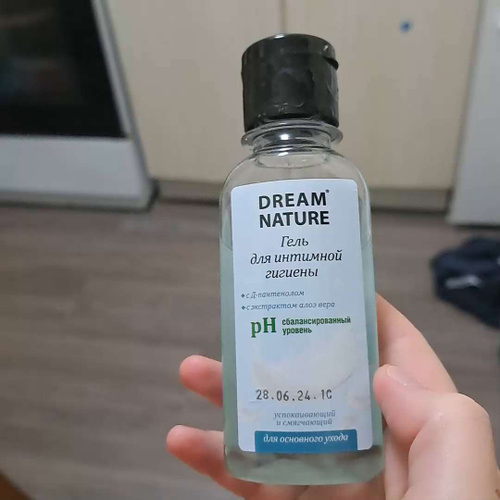 DREAM®
NATURE
Гель
для интимной
гигиены
с Д-пантенолом
с экстрактом алоэ вера
pH сбалансированный
уровень
28.06.24.1C
успокаивающий
и смягчающий
для основного ухода